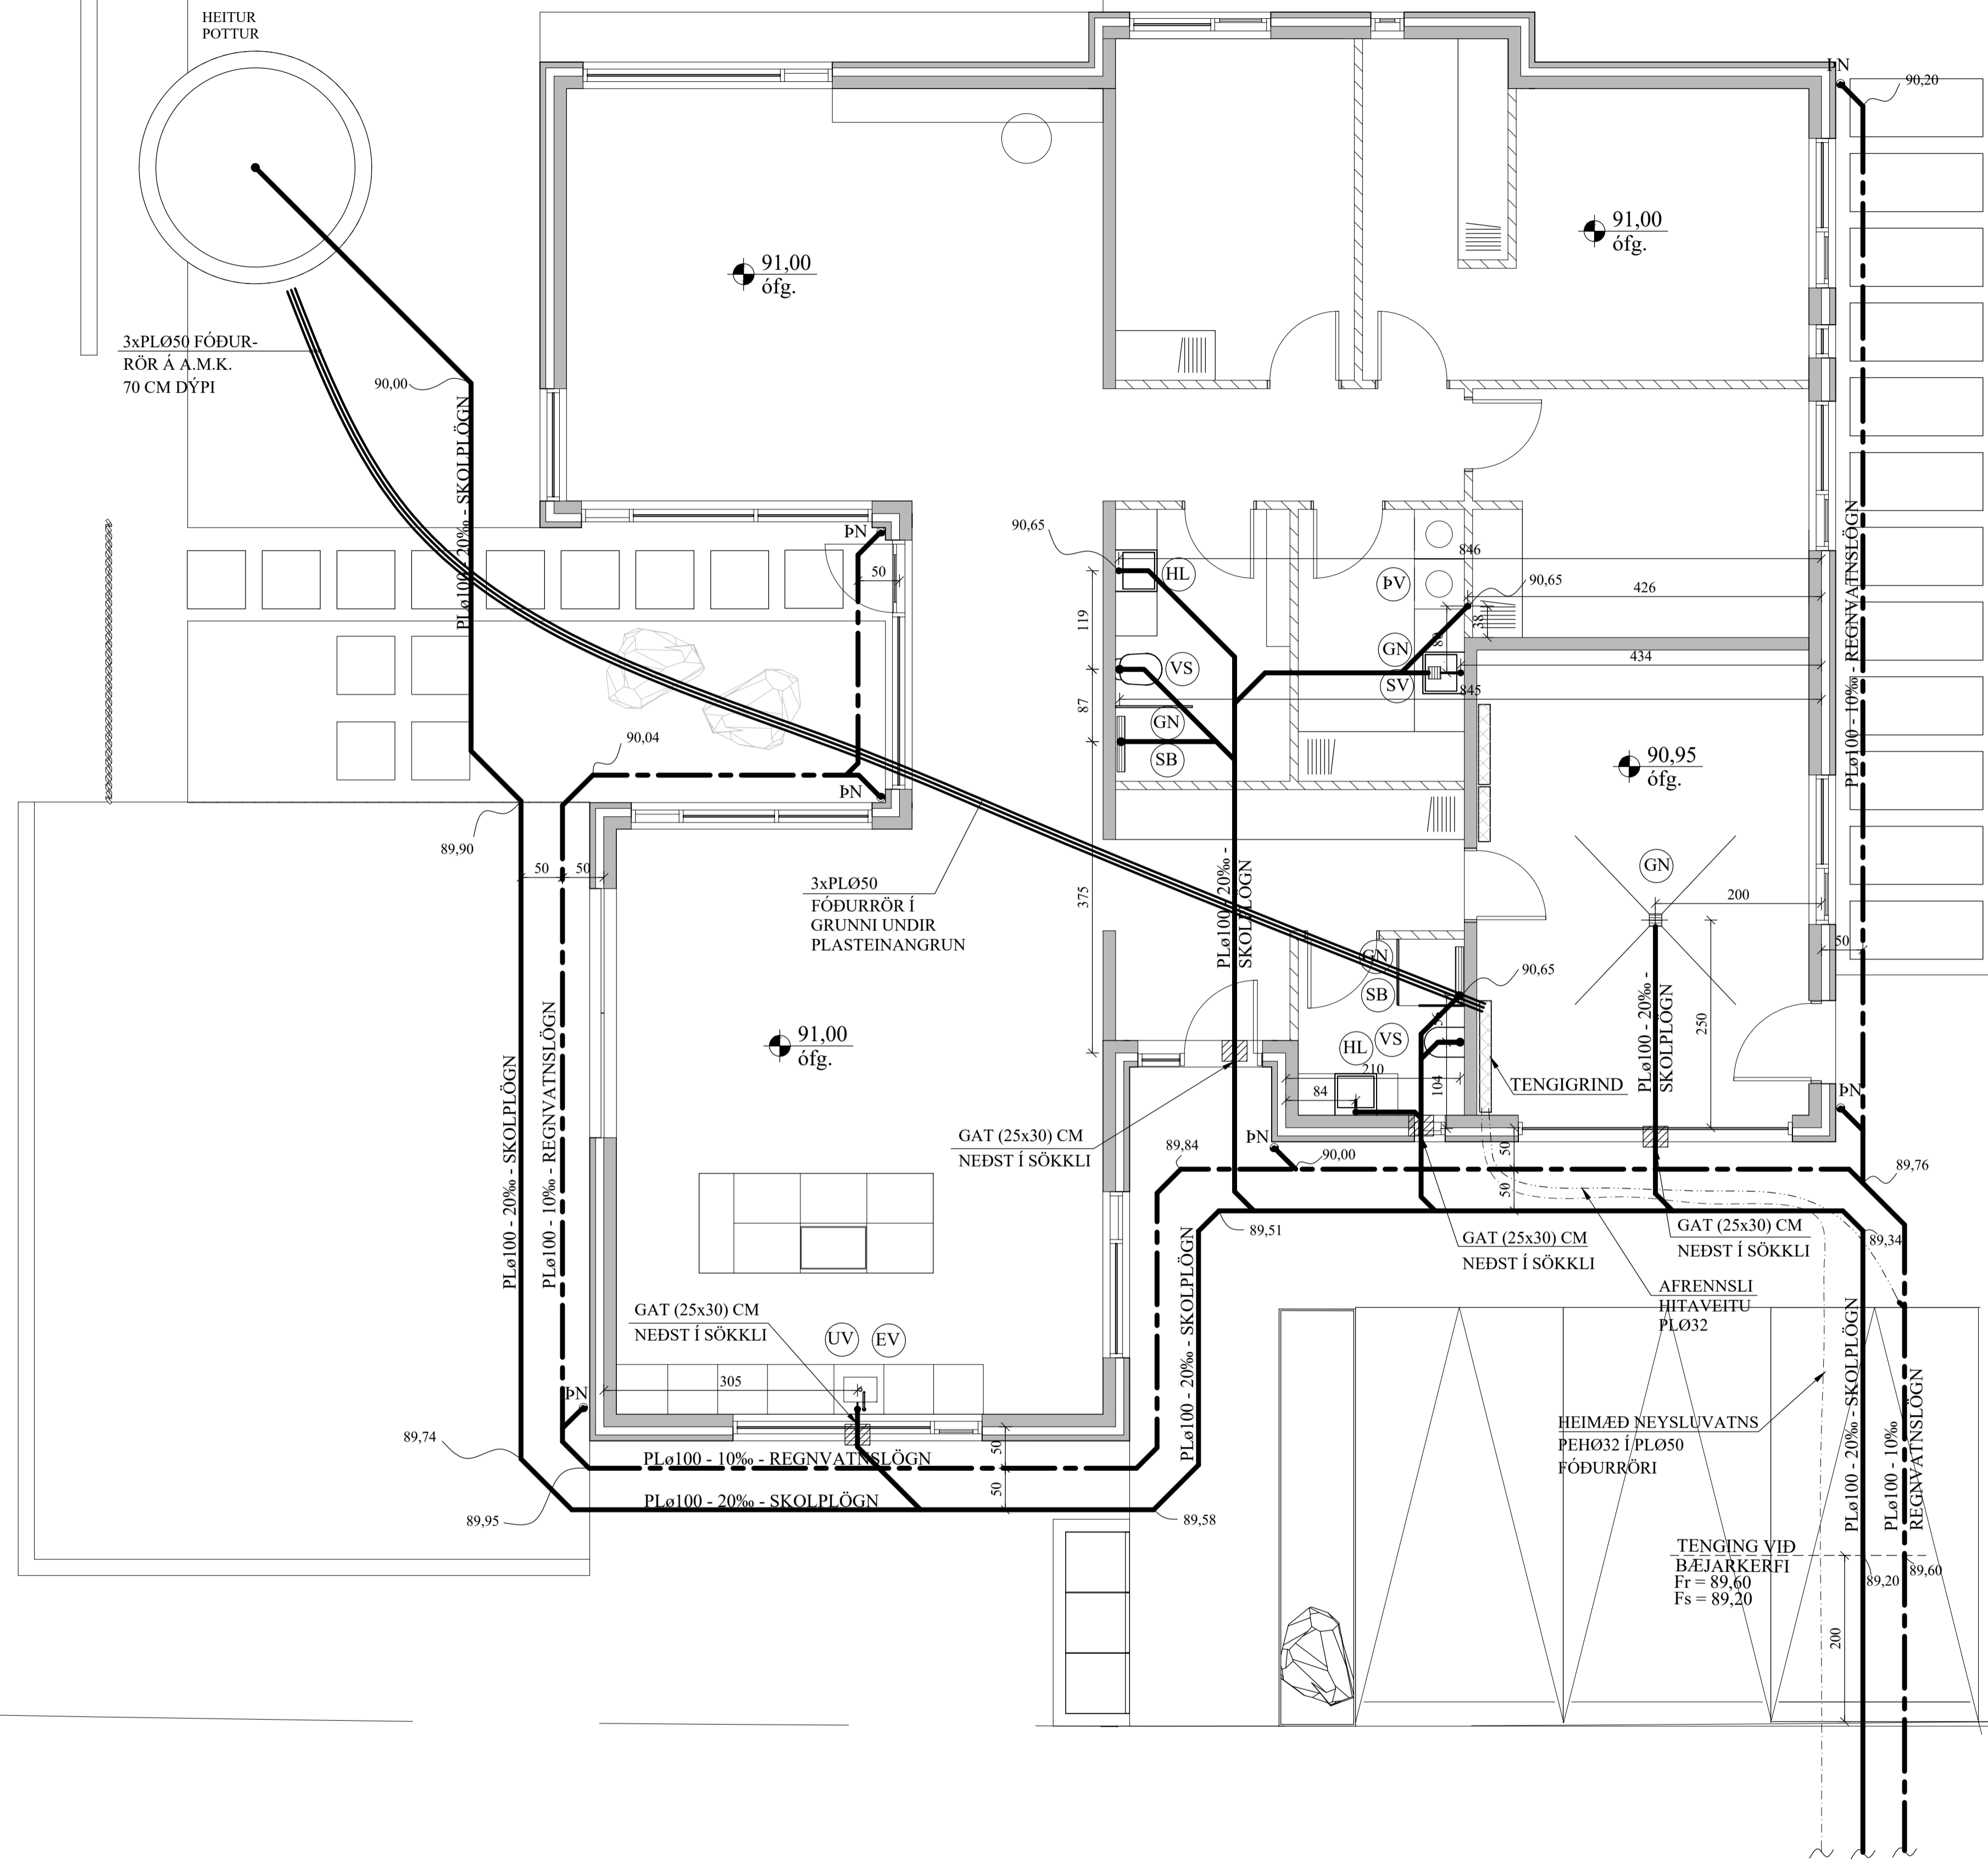 HEITUR
POTTUR
ÞN
90,20
91,00
ófg.
91,00
ófg.
3xPLØ50 FÓÐUR-
RÖR Á A.M.K.
70 CM DÝPI
90,00
PLø100 - 20‰ - SKOLPLÖGN
ÞN
50
90,65
HL
846
ÞV
90,65
426
119
38
80
GN
434
VS
SV
845
87
GN
SB
PLø100 - 10‰ - REGNVATNSLÖGN
90,04
ÞN
90,95
ófg.
89,90
50
50
3xPLØ50
FÓÐURRÖR Í
GRUNNI UNDIR
PLASTEINANGRUN
375
PLø100 - 20‰ -
SKOLPLÖGN
GN
200
50
GN
SB
90,65
VS
HL
210
84
104
PLø100 - 20‰ -
SKOLPLÖGN
250
91,00
ófg.
TENGIGRIND
ÞN
PLø100 - 20‰ - SKOLPLÖGN
PLø100 - 10‰ - REGNVATNSLÖGN
GAT (25x30) CM
NEÐST Í SÖKKLI
ÞN
89,84
90,00
50
50
89,76
89,51
GAT (25x30) CM
NEÐST Í SÖKKLI
GAT (25x30) CM
NEÐST Í SÖKKLI
89,34
AFRENNSLI
HITAVEITU
PLØ32
GAT (25x30) CM
NEÐST Í SÖKKLI
UV
EV
305
PLø100 - 20‰ - SKOLPLÖGN
ÞN
89,74
50
PLø100 - 10‰ - REGNVATNSLÖGN
50
PLø100 - 20‰ - SKOLPLÖGN
89,95
89,58
HEIMÆÐ NEYSLUVATNS
PEHØ32 Í PLØ50
FÓÐURRÖRI
PLø100 - 20‰ - SKOLPLÖGN
PLø100 - 10‰
REGNVATNSLÖGN
TENGING VIÐ
BÆJARKERFI
Fr = 89,60
Fs = 89,20
89,20
89,60
200